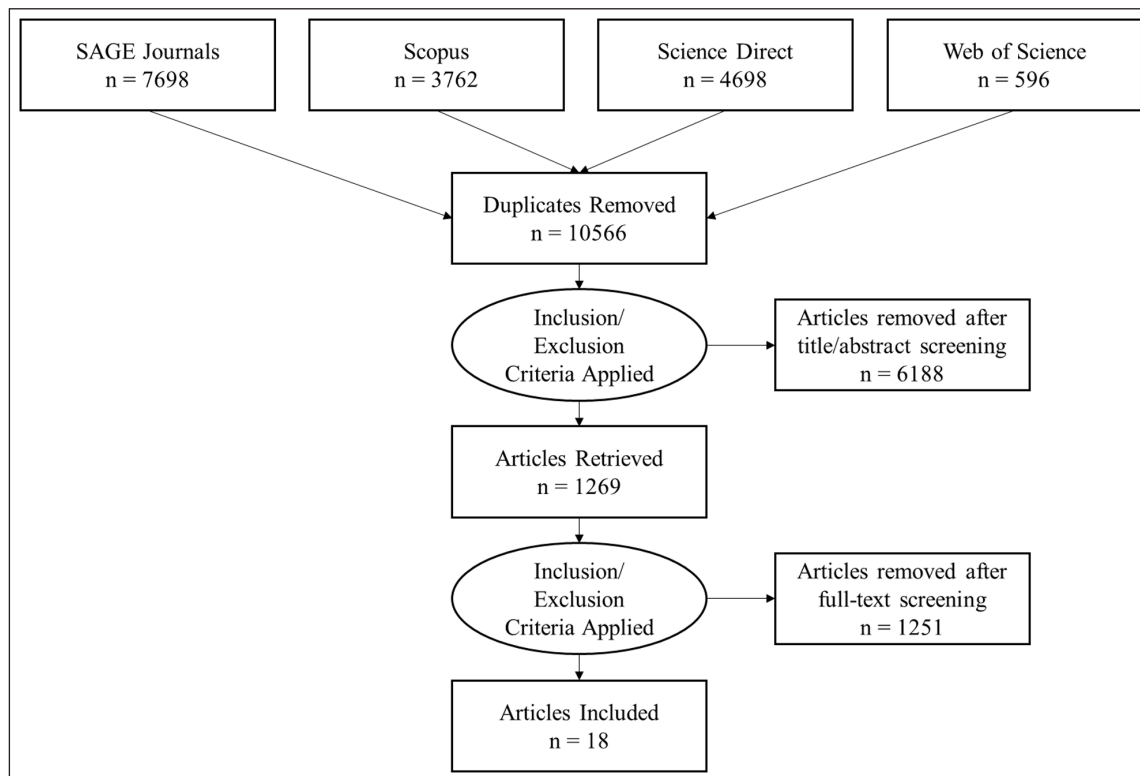 SAGE Journals
n = 7698
Scopus
n = 3762
Science Direct
n = 4698
Web of Science
n = 596
Duplicates Removed
n = 10566
Inclusion/
Exclusion
Criteria Applied
Articles removed after
title/abstract screening
n = 6188
Articles Retrieved
n = 1269
Inclusion/
Exclusion
Criteria Applied
Articles removed after
full-text screening
n = 1251
Articles Included
n = 18